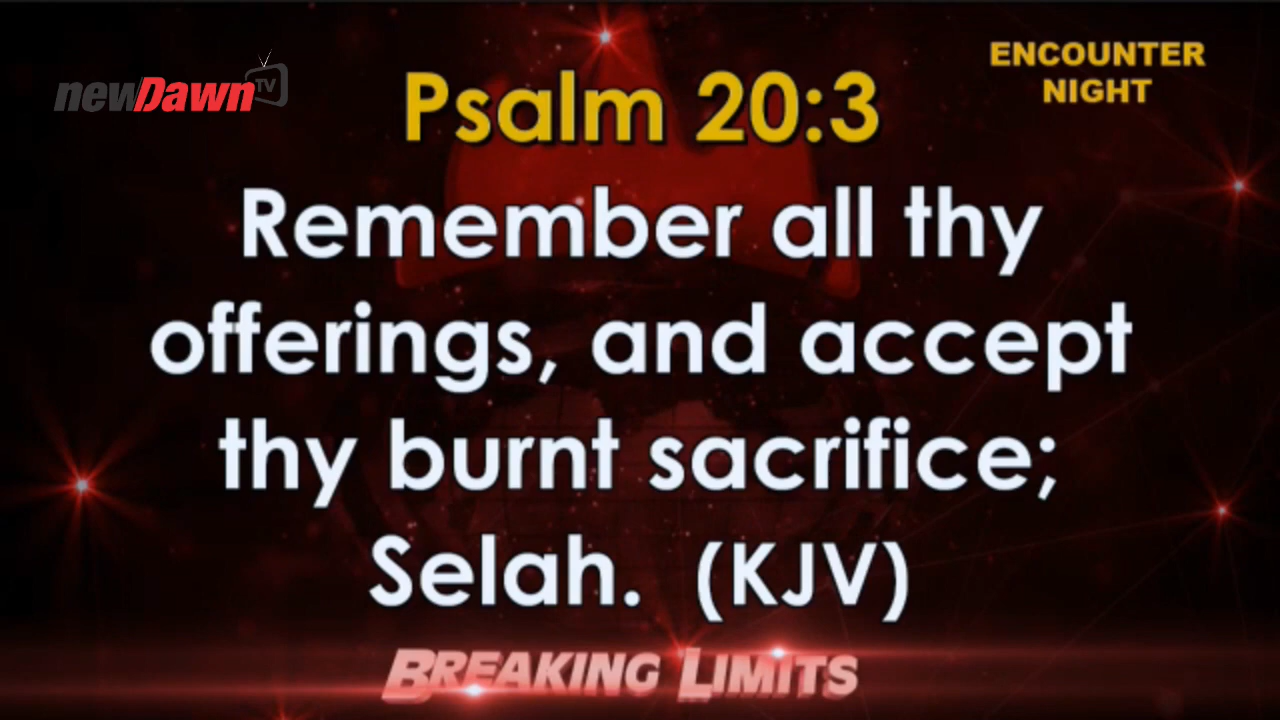 newDawn TV
ENCOUNTER
NIGHT
Psalm 20:3
Remember all thy
offerings, and accept
thy burnt sacrifice;
Selah. (KJV)
BREAKING LIMITS